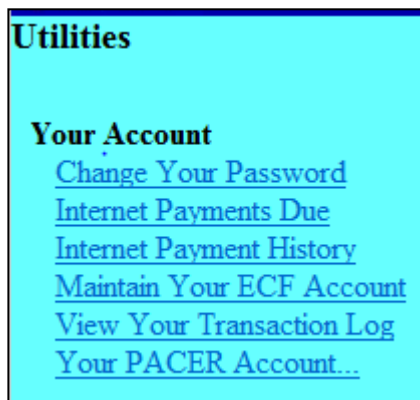 Utilities
Your Account
Change Your Password
Internet Payments Due
Internet Payment History
Maintain Your ECF Account
View Your Transaction Log
Your PACER Account...